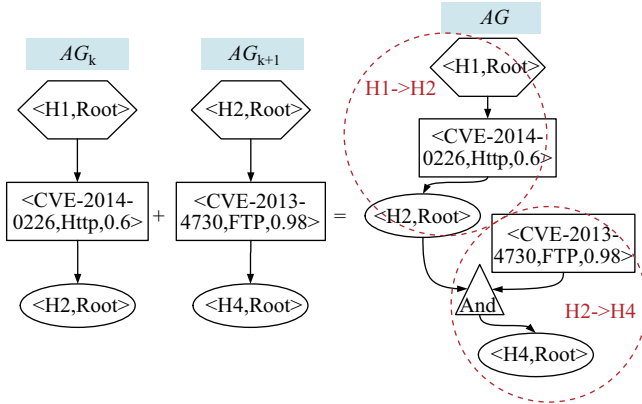 AGk
<H1,Root>
<CVE-2014-
0226,Http,0.6>
<H2,Root>
+
AGk+1
<H2,Root>
<CVE-2013-
4730,FTP,0.98>
<H4,Root>
=
AG
<H1,Root>
H1->H2
<CVE-2014-
0226,Http,0.6>
<H2,Root>
<CVE-2013-
4730,FTP,0.98>
And
H2->H4
<H4,Root>